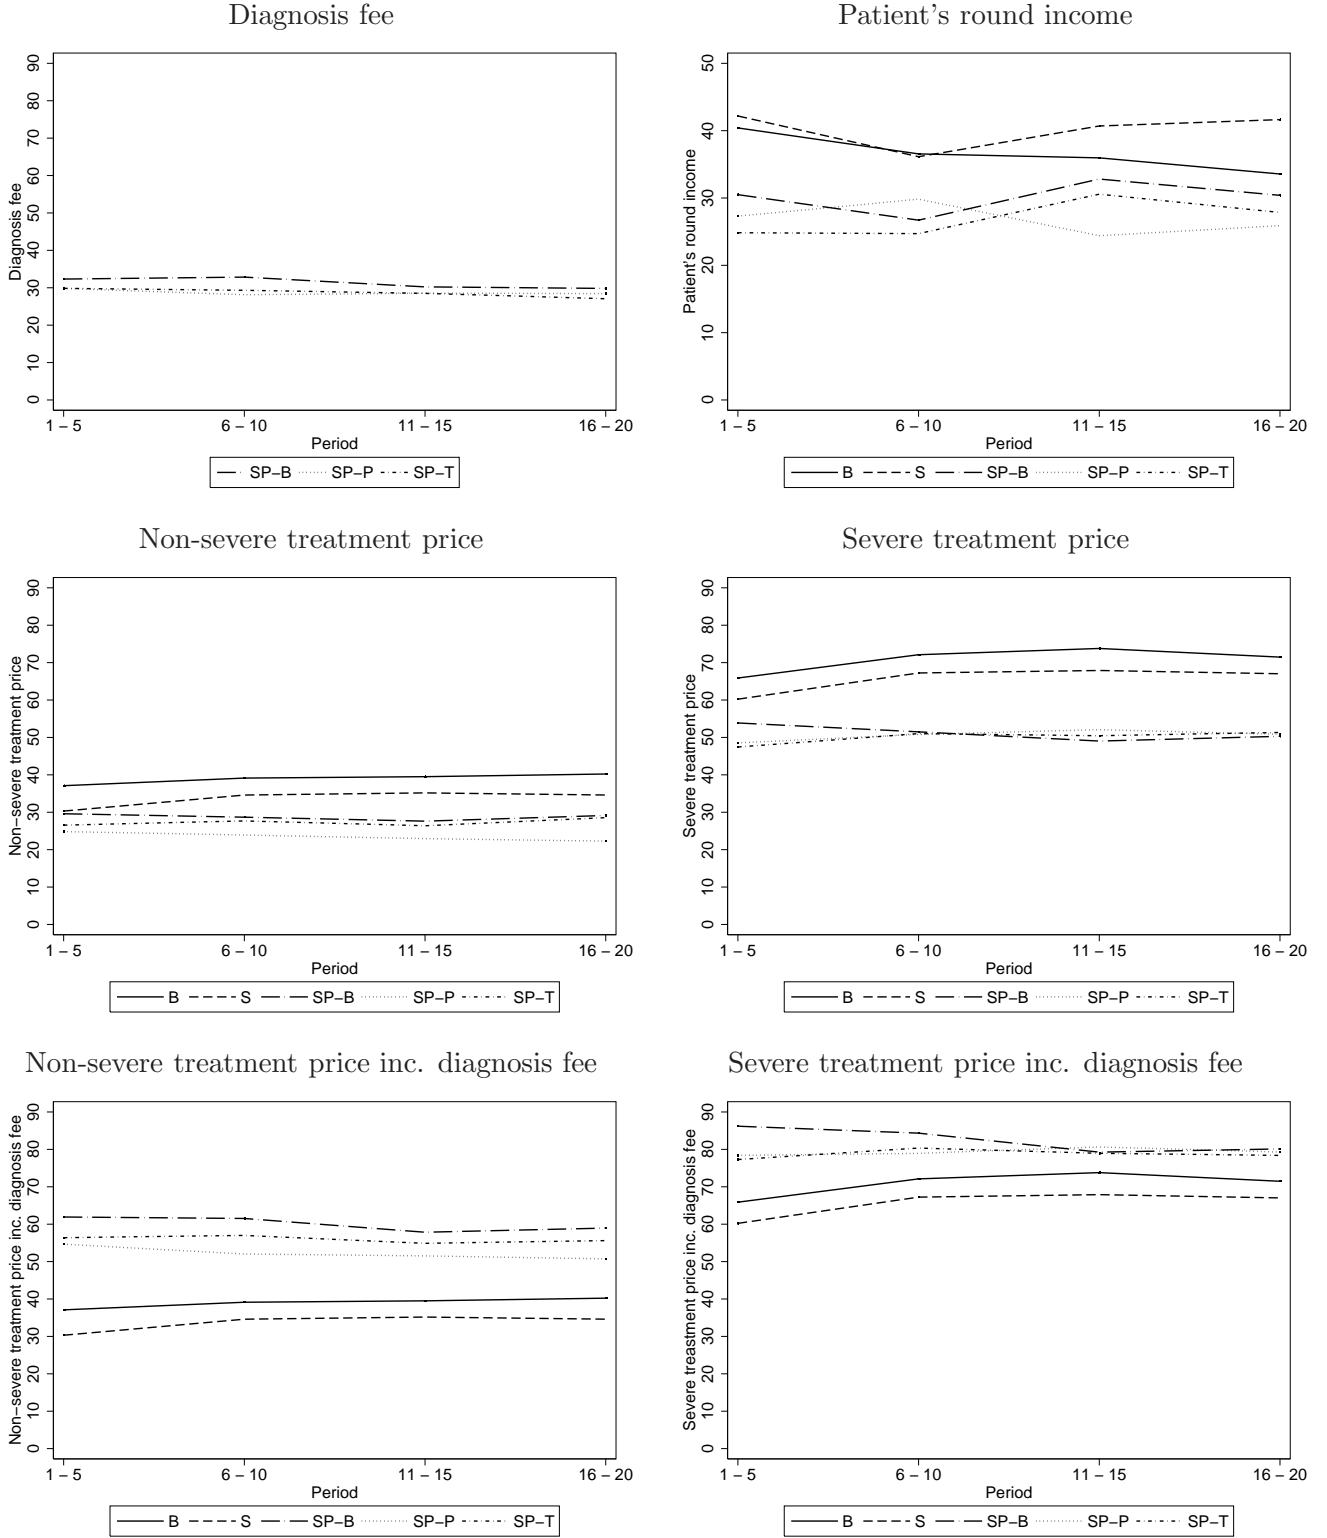 Diagnosis fee
Diagnosis fee
0 10 20 30 40 50 60 70 80 90
1 – 5 6 – 10 11 – 15 16 – 20
Period
SP–B SP–P SP–T
Patient's round income
Patient's round income
0 10 20 30 40 50
1 – 5 6 – 10 11 – 15 16 – 20
Period
B S SP–B SP–P SP–T
Non-severe treatment price
Non–severe treatment price
0 10 20 30 40 50 60 70 80 90
1 – 5 6 – 10 11 – 15 16 – 20
Period
B S SP–B SP–P SP–T
Severe treatment price
Severe treatment price
0 10 20 30 40 50 60 70 80 90
1 – 5 6 – 10 11 – 15 16 – 20
Period
B S SP–B SP–P SP–T
Non-severe treatment price inc. diagnosis fee
Non–severe treatment price inc. diagnosis fee
0 10 20 30 40 50 60 70 80 90
1 – 5 6 – 10 11 – 15 16 – 20
Period
B S SP–B SP–P SP–T
Severe treatment price inc. diagnosis fee
Severe treastment price inc. diagnosis fee
0 10 20 30 40 50 60 70 80 90
1 – 5 6 – 10 11 – 15 16 – 20
Period
B S SP–B SP–P SP–T